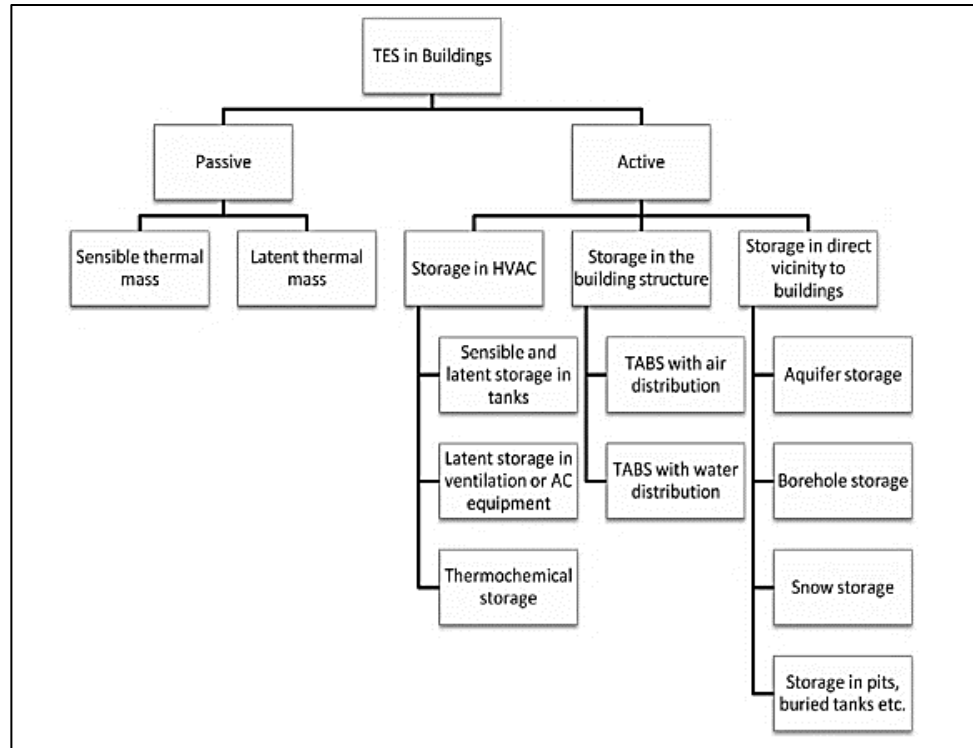 TES in Buildings
Passive
Active
Sensible thermal
mass
Latent thermal
mass
Storage in HVAC
Storage in the
building structure
Storage in direct
vicinity to
buildings
Sensible and
latent storage in
tanks
TABS with air
distribution
Aquifer storage
Latent storage in
ventilation or AC
equipment
TABS with water
distribution
Borehole storage
Thermochemical
storage
Snow storage
Storage in pits,
buried tanks etc.